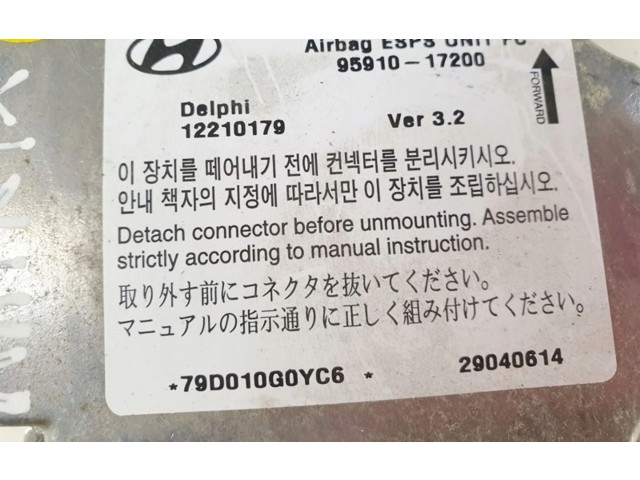 Airbag ESPS UNIT FC
95910-17200
FORWARD
Delphi
12210179
Ver 3.2
이 장치를 떼어내기 전에 컨넥터를 분리시키시오.
안내 책자의 지정에 따라서만 이 장치를 조립하십시오.
Detach connector before unmounting. Assemble
strictly according to manual instruction.
取り外す前にコネクタを抜いてください。
マニュアルの指示通りに正しく組み付けてください。
*79D010G0YC6 *
29040614